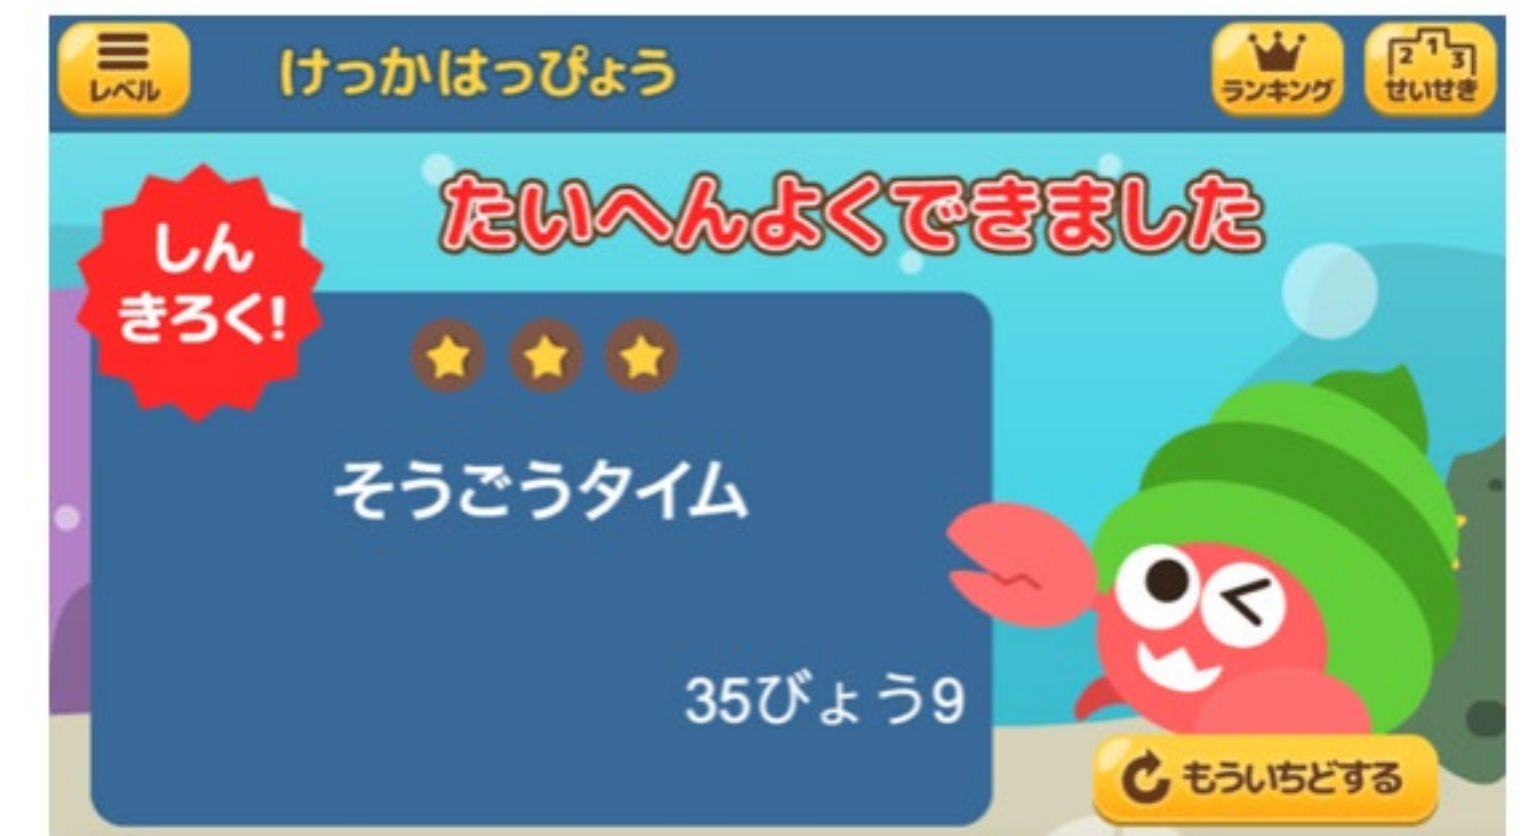 レベル
けっかはっぴょう
ランキング
2 1 3
せいせき
たいへんよくできました
しん
きろく!
そうごうタイム
35びょう9
もういちどする